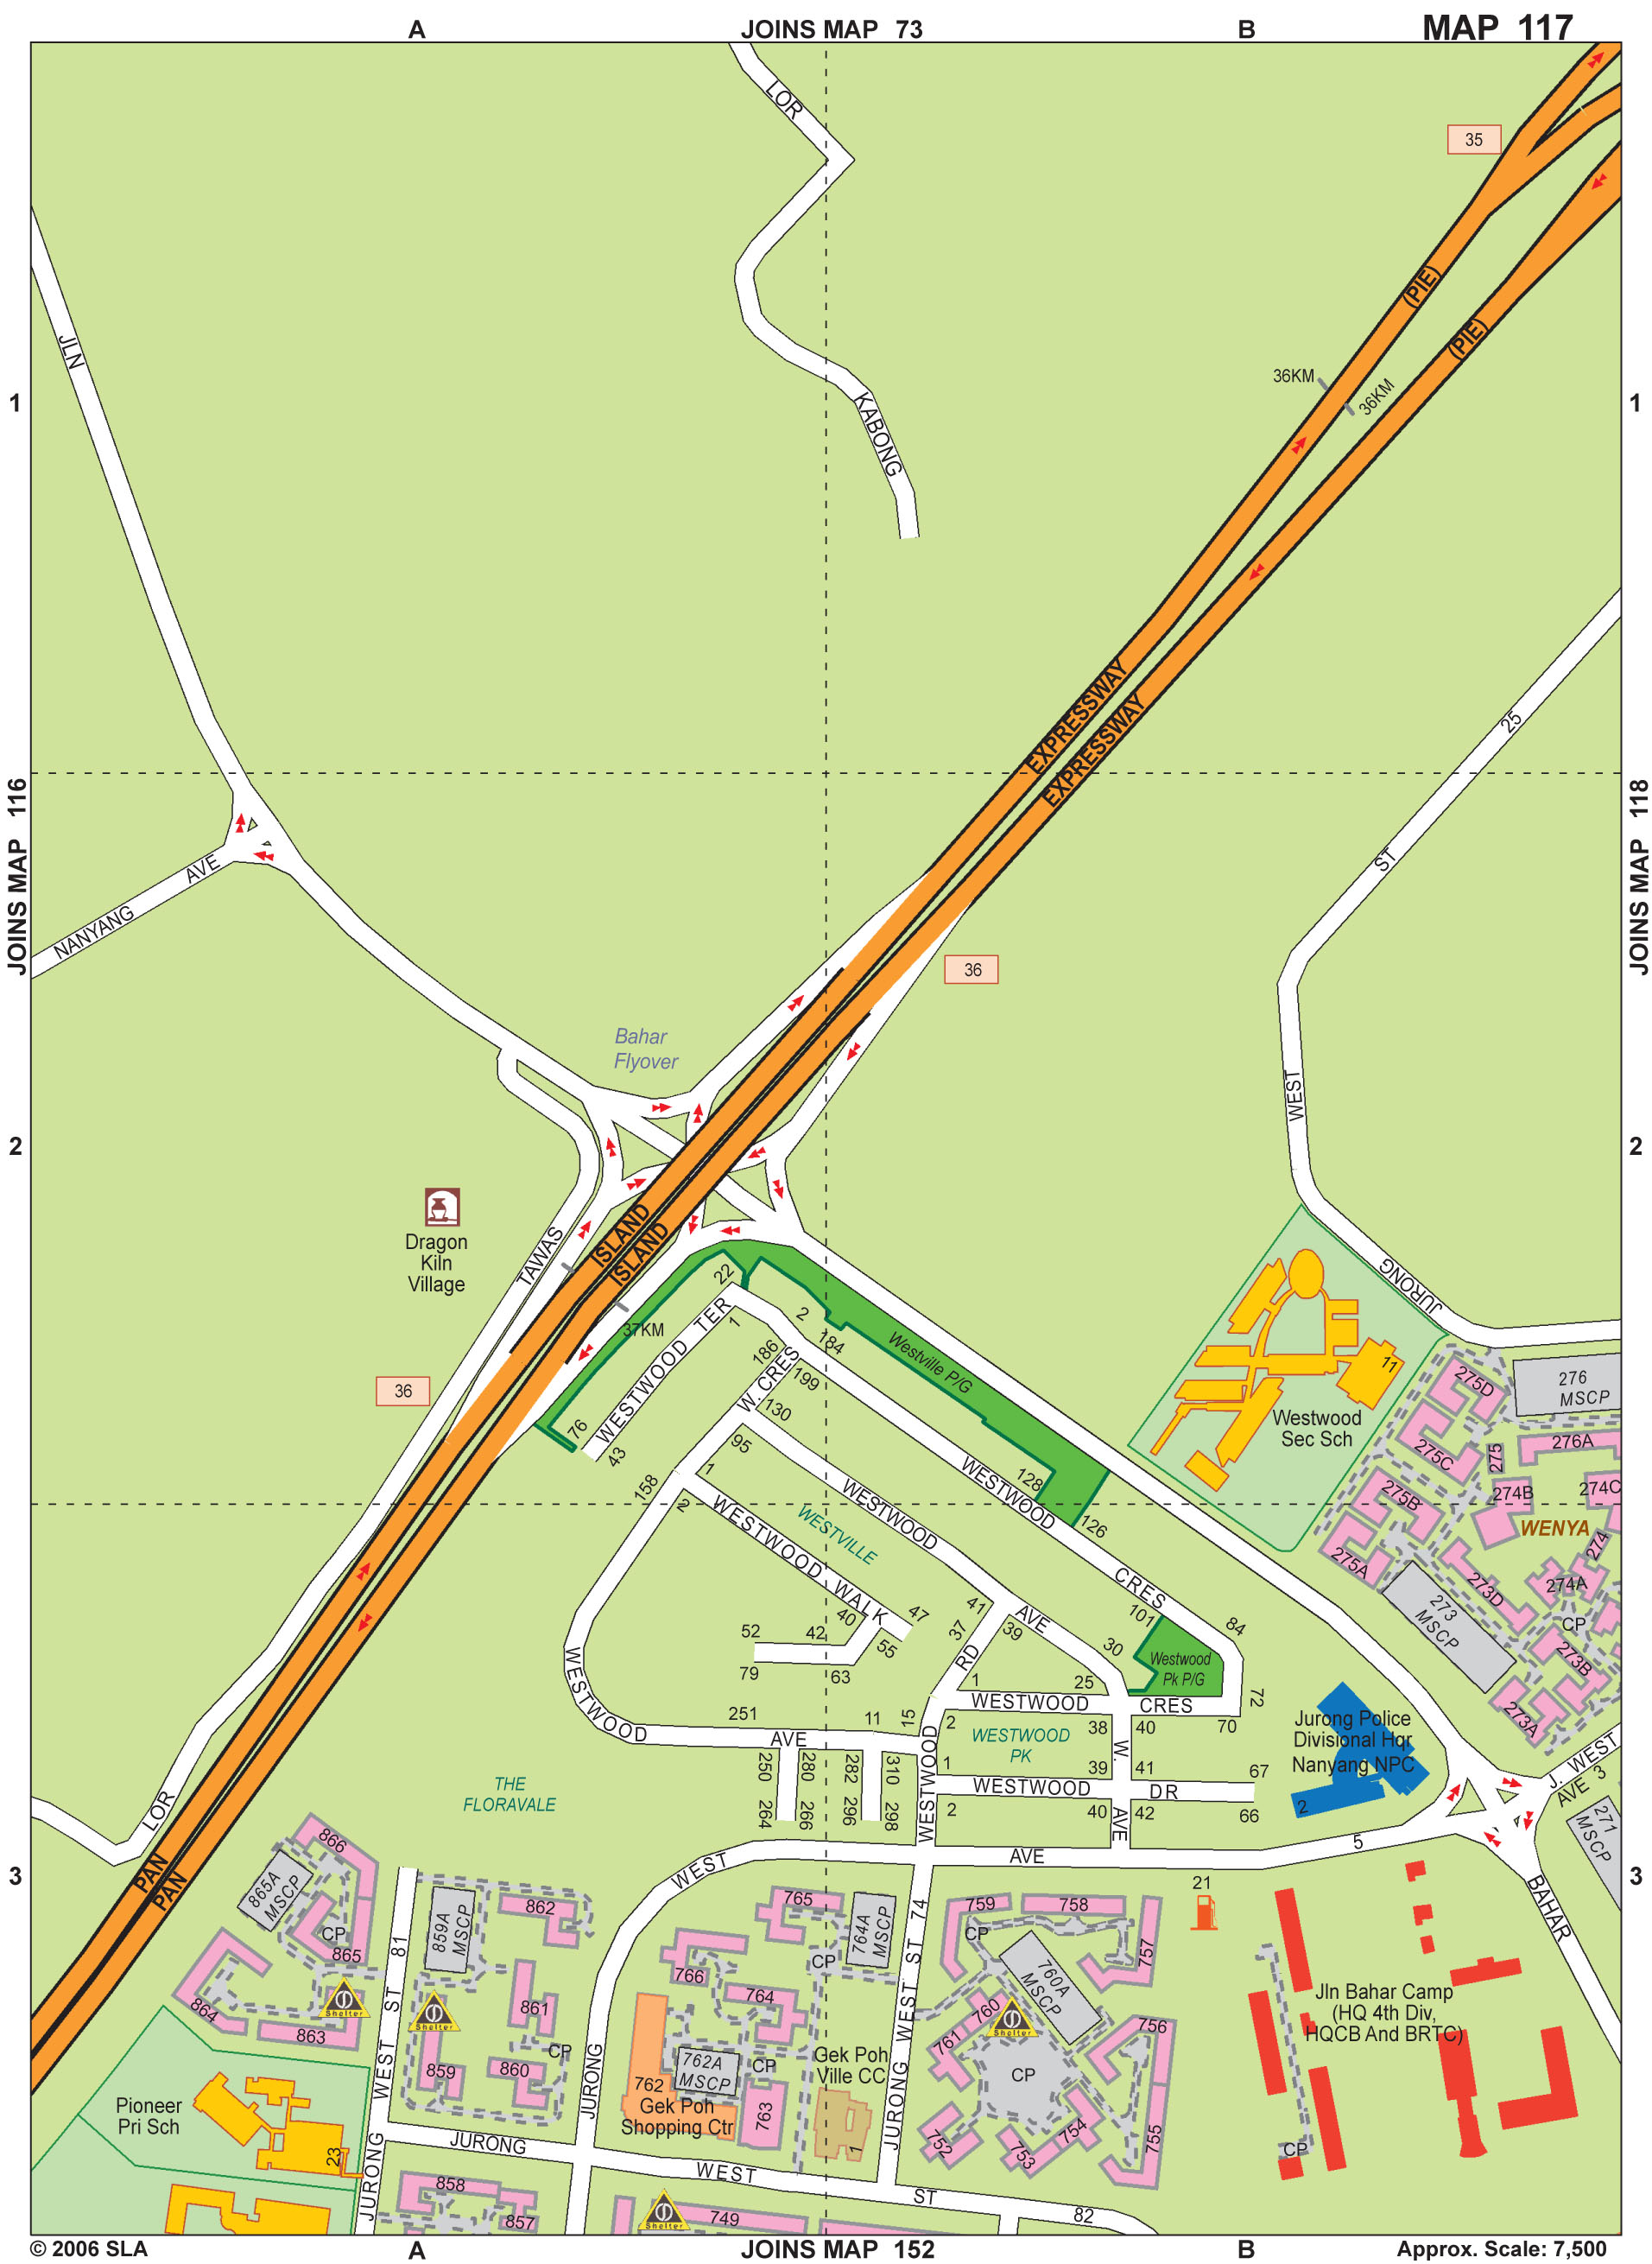 A
JOINS MAP 73
B
MAP 117
LOR
35
JLN
(PIE)
(PIE)
36KM
36KM
1
1
KABONG
EXPRESSWAY
EXPRESSWAY
25
JOINS MAP 116
JOINS MAP 118
ST
AVE
NANYANG
36
Bahar
Flyover
WEST
2
2
Dragon
Kiln
Village
TAWAS
ISLAND
ISLAND
JURONG
22
37KM
WESTWOOD TER
1
2
184
186
199
W. CRES
130
Westville P/G
11
Westwood
Sec Sch
275D
276
MSCP
36
76
43
95
158
1
2
275C
275
276A
128
WESTWOOD
126
275B
274B
274C
WENYA
WESTWOOD
WESTVILLE
WESTWOOD WALK
275A
274
273D
274A
CP
273
MSCP
273B
273A
CRES
101
84
41
37
39
AVE
30
47
40
55
52
42
79
63
RD
1
25
Westwood
Pk P/G
72
WESTWOOD
CRES
WESTWOOD
251
11
15
AVE
2
WESTWOOD
PK
38
40
70
Jurong Police
Divisional Hqr
Nanyang NPC
2
W.
1
39
41
67
WESTWOOD
DR
2
40
42
66
AVE
250
280
282
310
264
266
296
298
WESTWOOD
J. WEST
AVE 3
271
MSCP
THE
FLORAVALE
LOR
PAN
PAN
3
3
WEST
AVE
5
BAHAR
866
865A
MSCP
CP
865
864
863
Shelter
81
859A
MSCP
862
861
859
860
CP
Shelter
JURONG WEST ST
765
764A
MSCP
CP
766
764
762A
MSCP
CP
762
Gek Poh
Shopping Ctr
763
Gek Poh
Ville CC
1
JURONG
JURONG WEST ST 74
759
758
CP
757
760A
MSCP
760
761
Shelter
CP
756
752
753
754
755
21
Jln Bahar Camp
(HQ 4th Div,
HQCB And BRTC)
CP
Pioneer
Pri Sch
23
JURONG
WEST
ST
82
858
857
Shelter
749
© 2006 SLA
A
JOINS MAP 152
B
Approx. Scale: 7,500